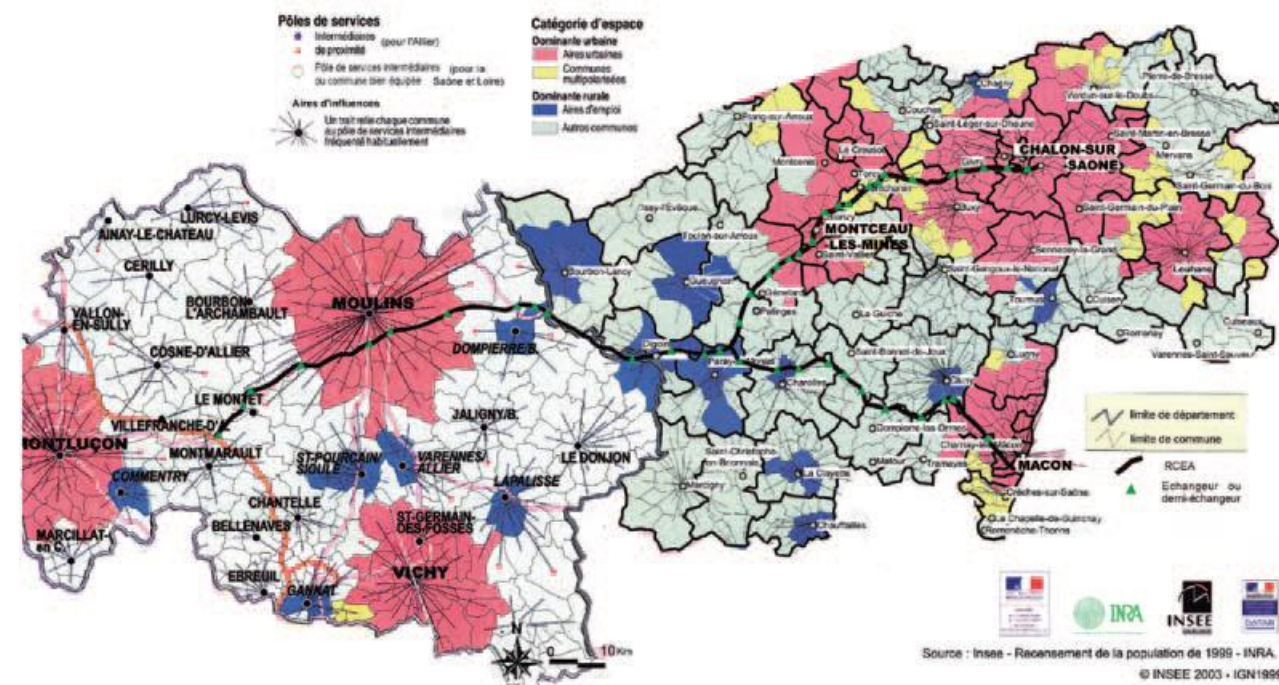 Pôles de services
Intermédiaires
de proximité
(pour l'Allier)
Pôle de services intermédiaires
ou commune bien équipée
(pour la
Saône et Loire)
Aires d'influences
Un trait relie chaque commune
au pôle de services intermédiaires
fréquenté habituellement
Catégorie d'espace
Dominante urbaine
Aires urbaines
Communes
multipolarisées
Dominante rurale
Aires d'emploi
Autres communes
LURCY-LEVIS
AINAY-LE-CHATEAU
CERILLY
BOURBON
L'ARCHAMBAULT
MOULINS
VALLON-
EN-SULLY
COSNE-D'ALLIER
DOMPIERRE/B.
LE MONTET
VILLEFRANCHE-D'A.
JALIGNY/B.
MONTLUÇON
MONTMARAULT
ST-POURCAIN/
SIOULE
VARENNES/
ALLIER
LE DONJON
COMMENTRY
LAPALISSE
CHANTELLE
BELLENAVES
ST-GERMAIN-
DES-FOSSES
MARCILLAT-
en C.
EBREUIL
GANNAT
VICHY
Chagny
Pierre-de-Bresse
Verdun-sur-le-Doubs
Couches
Saint-Léger-sur-Dheune
Saint-Martin-en-Bresse
Montcenis
Le Creusot
CHALON-SUR
SAONE
Mervans
Givry
Torcy
Saint-Germain-du-Bois
Issy-l'Evêque
Buxy
Saint-Germain-du-Plain
Toulon-sur-Arroux
MONTCEAU
LES-MINES
Saint-Vallier
Sennecey-le-Grand
Louhans
Bourbon-Lancy
Gueugnon
Saint-Gengoux-le-National
Génelard
Tournus
Cuisery
Palinges
La Guiche
Romenay
Cuiseaux
Varennes-Saint-Sauveur
Digoin
Saint-Bonnet-de-Joux
Lugny
Paray-le-Monial
Charolles
Cluny
Dompierre-les-Ormes
Charnay-lès-Mâcon
Matour
Tramayes
MACON
Saint-Christophe-
en-Brionnais
La Clayette
Marcigny
Chauffailles
Crêches-sur-Saône
La Chapelle-de-Guinchay
Romanèche-Thorins
limite de département
limite de commune
RCEA
Echangeur ou
demi-échangeur
N
0 10 Km
INRA
INSEE
DATAR
Source : Insee - Recensement de la population de 1999 - INRA.
© INSEE 2003 - IGN1999